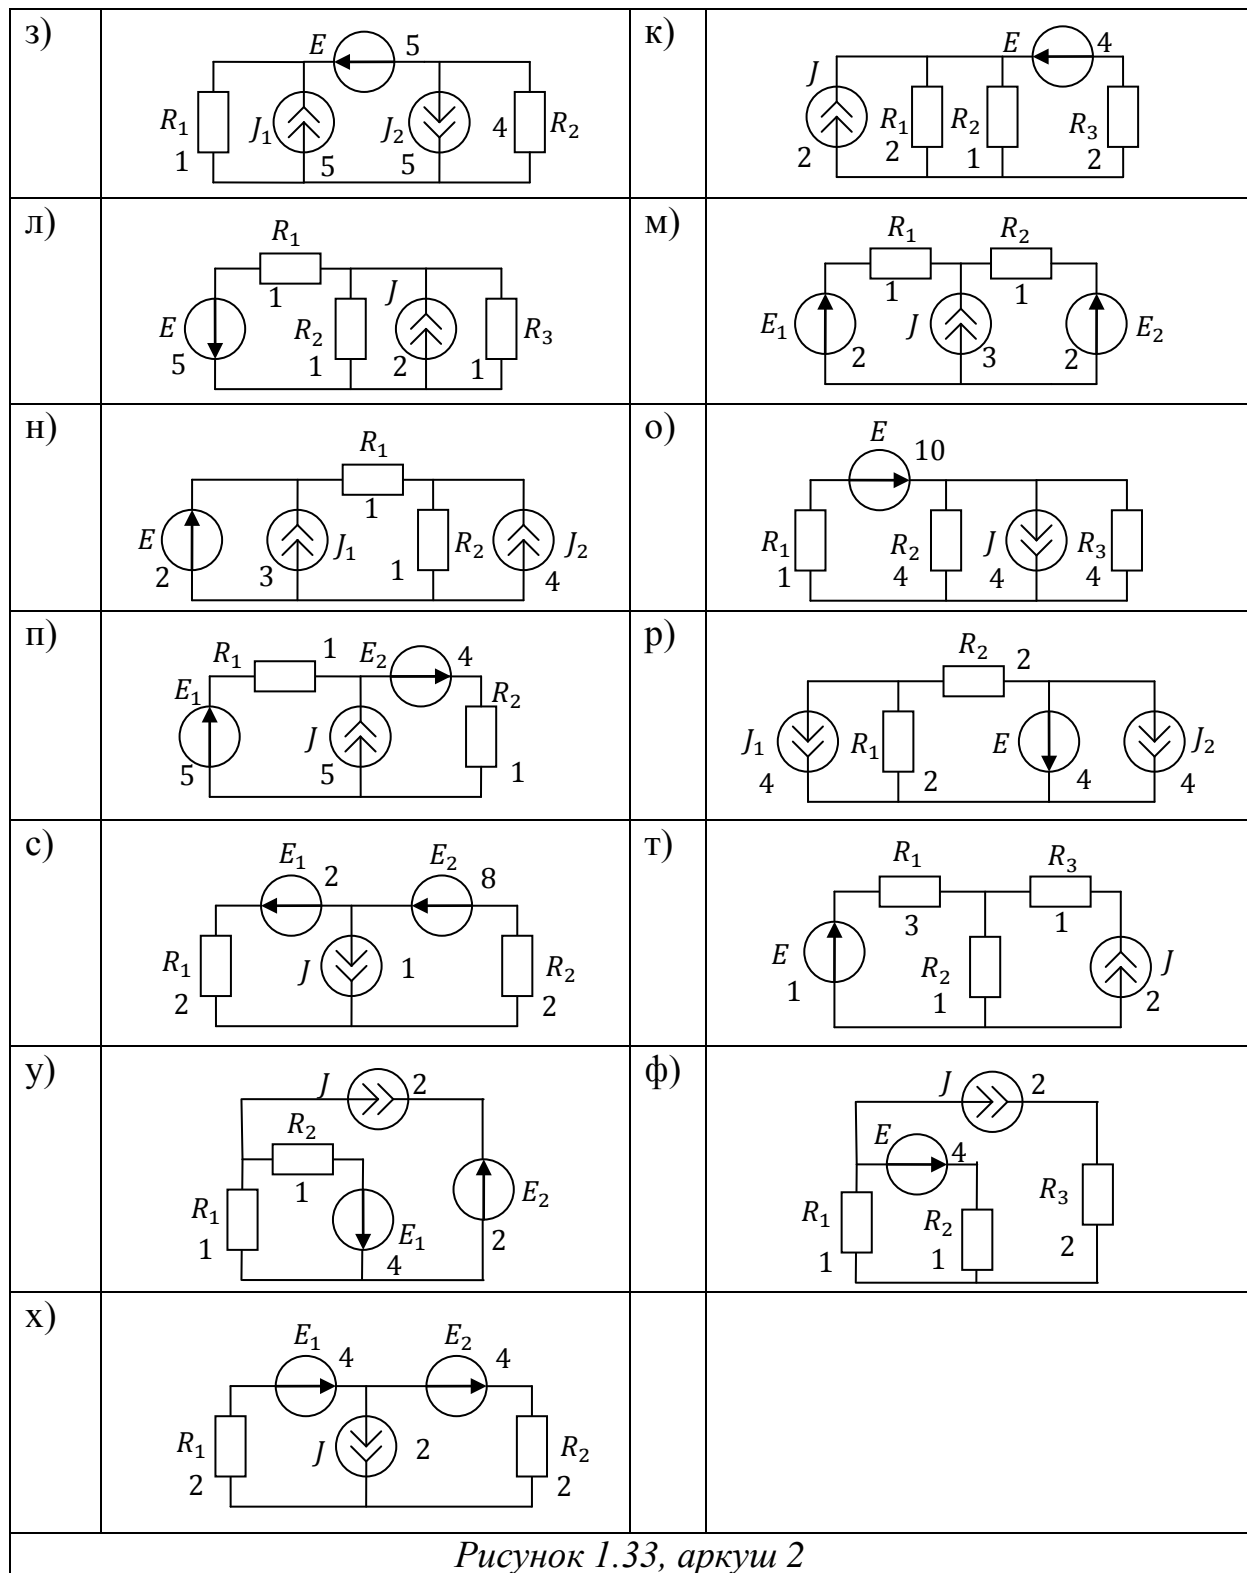 з)
E 5
R₁ J₁ J₂ 4 R₂
1 5 5
к)
E 4
J
R₁ R₂ R₃
2 2 1 2
л)
R₁
1 J
E R₂ R₃
5 1 2 1
м)
R₁ R₂
1 1
E₁ J E₂
2 3 2
н)
R₁
1
E J₁ R₂ J₂
2 3 1 4
о)
E 10
R₁ R₂ J R₃
1 4 4 4
п)
R₁ 1 E₂ 4
E₁ R₂
J
5 5 1
р)
R₂ 2
J₁ R₁ E J₂
4 2 4 4
с)
E₁ 2 E₂ 8
R₁ J 1 R₂
2 2
т)
R₁ R₃
3 1
E R₂ J
1 1 2
у)
J 2
R₂
1
R₁ E₁ E₂
1 4 2
ф)
J 2
E 4
R₁ R₂ R₃
1 1 2
х)
E₁ 4 E₂ 4
R₁ J 2 R₂
2 2
Рисунок 1.33, аркуш 2